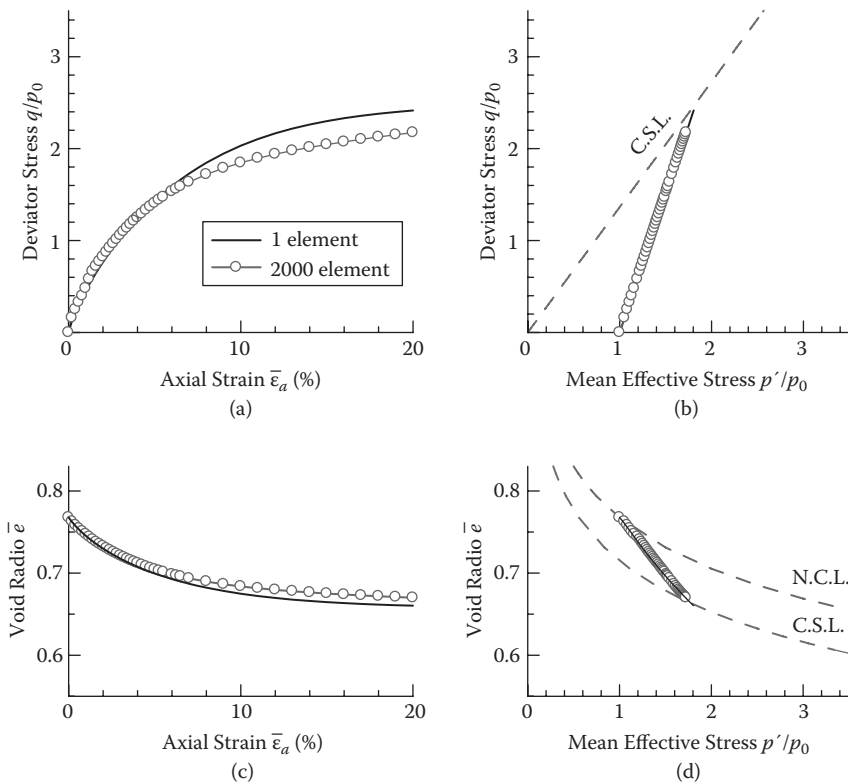 3
2
1
0
10
20
Deviator Stress q/p0
Axial Strain ε̅a (%)
1 element
2000 element
(a)
3
2
1
0
1
2
3
Deviator Stress q/p0
C.S.L.
Mean Effective Stress p´/p0
(b)
0.8
0.7
0.6
0
10
20
Void Radio e̅
Axial Strain ε̅a (%)
(c)
0.8
0.7
0.6
0
1
2
3
Void Radio e̅
N.C.L.
C.S.L.
Mean Effective Stress p´/p0
(d)